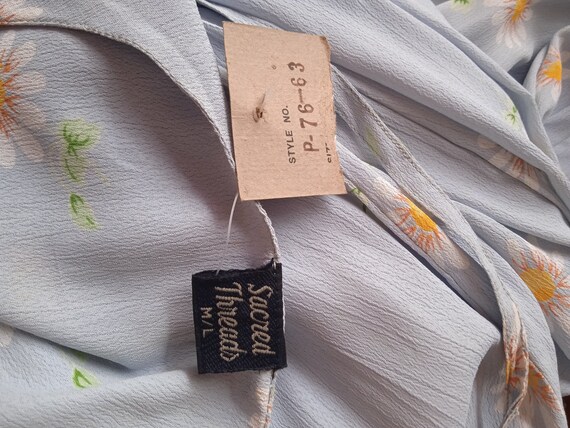 STYLE NO.
P-76-63
Sacred
Threads
M/L